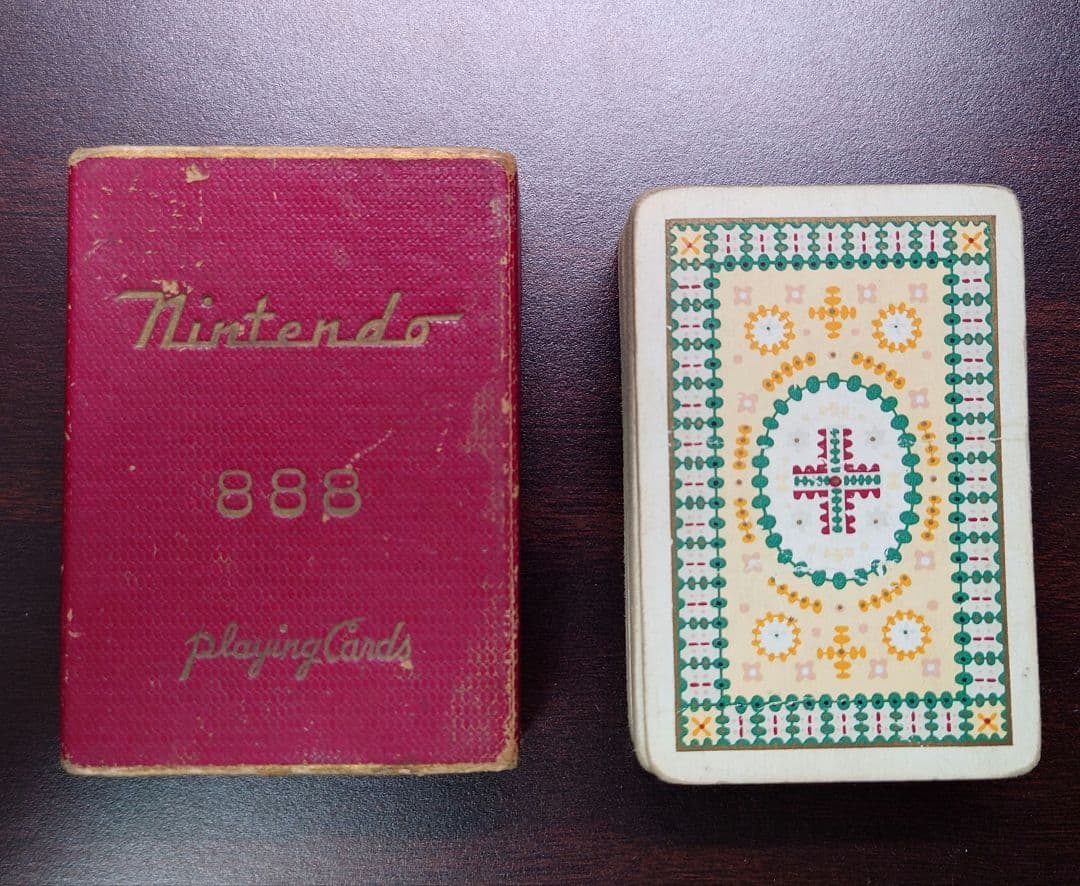 Nintendo
888
Playing Cards